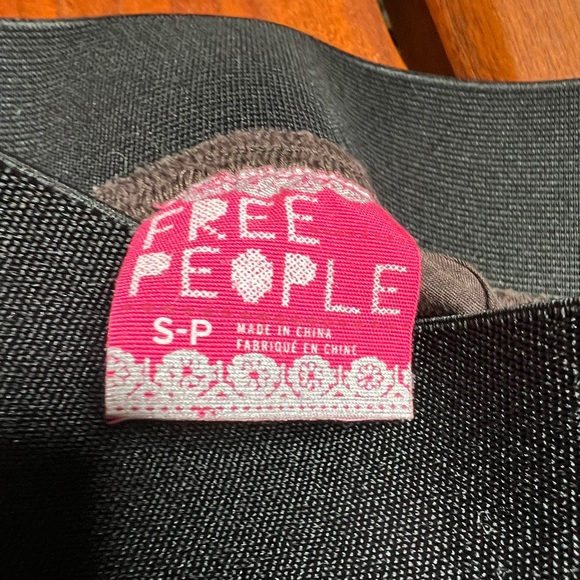 FREE
PEOPLE
S-P
MADE IN CHINA
FABRIQUÉ EN CHINE